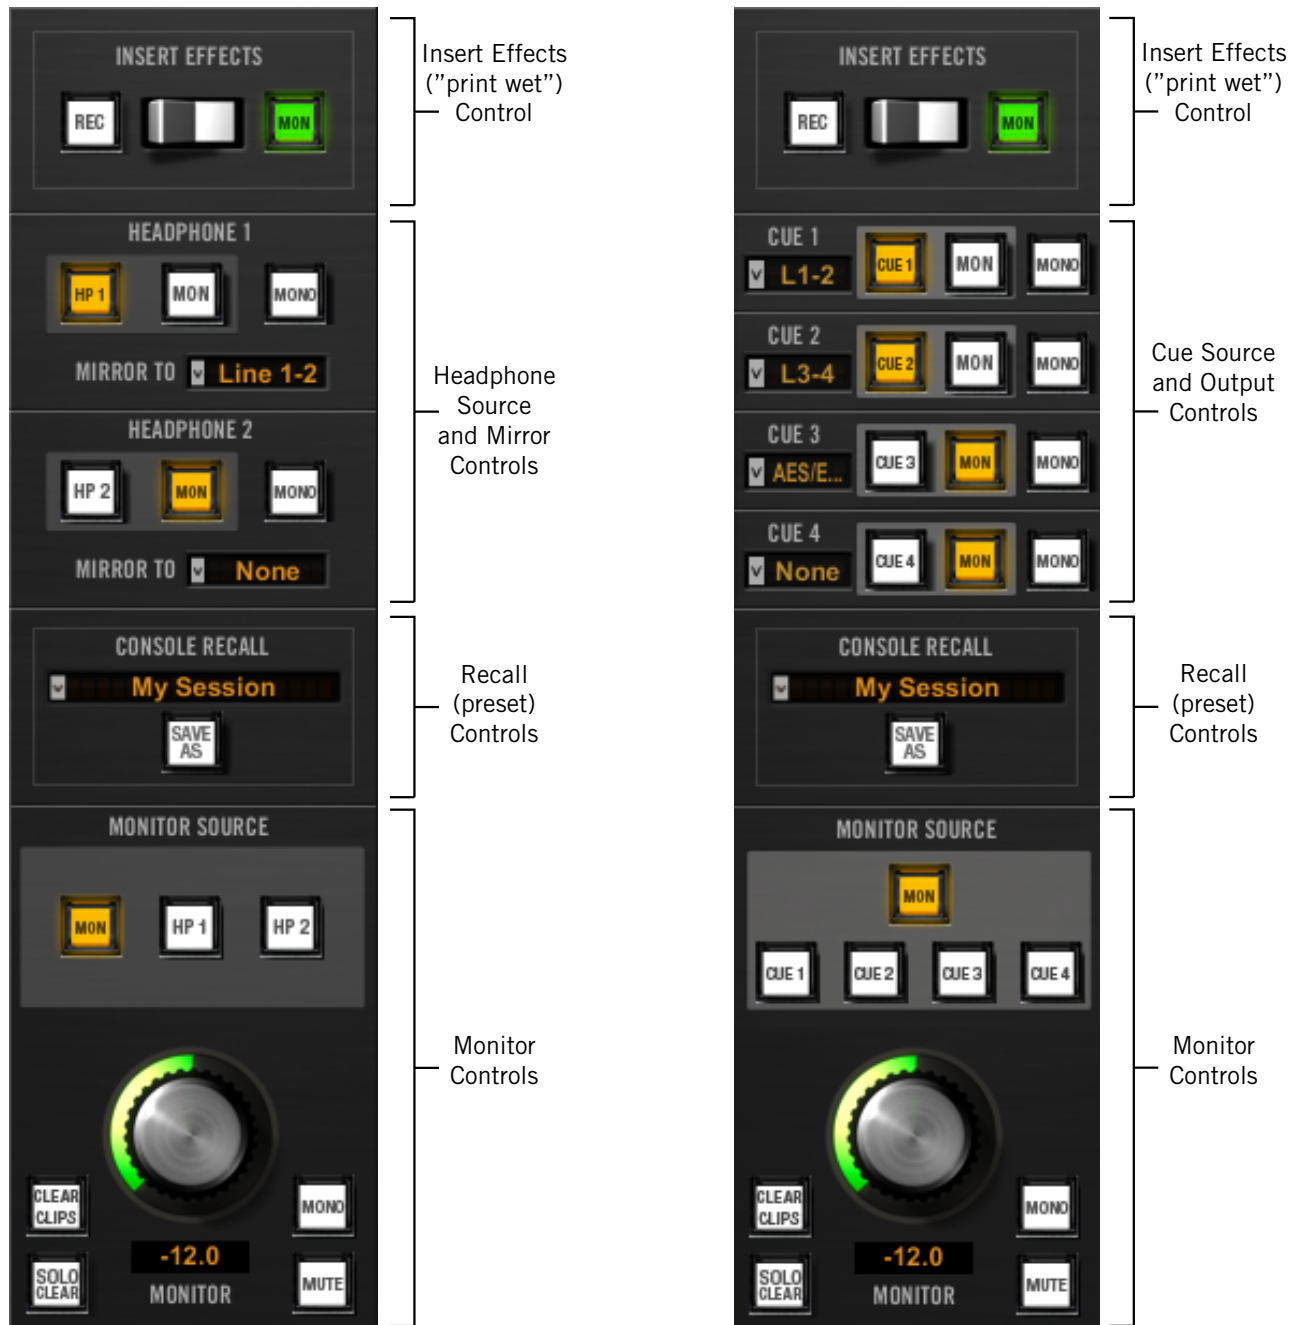 INSERT EFFECTS
REC
MON
Insert Effects
("print wet")
Control
HEADPHONE 1
HP 1
MON
MONO
MIRROR TO
Line 1-2
HEADPHONE 2
HP 2
MON
MONO
MIRROR TO
None
Headphone
Source
and Mirror
Controls
CONSOLE RECALL
My Session
SAVE
AS
Recall
(preset)
Controls
MONITOR SOURCE
MON
HP 1
HP 2
CLEAR
CLIPS
MONO
-12.0
SOLO
CLEAR
MONITOR
MUTE
Monitor
Controls
INSERT EFFECTS
REC
MON
Insert Effects
("print wet")
Control
CUE 1
L1-2
CUE 1
MON
MONO
CUE 2
L3-4
CUE 2
MON
MONO
CUE 3
AES/E...
CUE 3
MON
MONO
CUE 4
None
CUE 4
MON
MONO
Cue Source
and Output
Controls
CONSOLE RECALL
My Session
SAVE
AS
Recall
(preset)
Controls
MONITOR SOURCE
MON
CUE 1
CUE 2
CUE 3
CUE 4
CLEAR
CLIPS
MONO
-12.0
SOLO
CLEAR
MONITOR
MUTE
Monitor
Controls